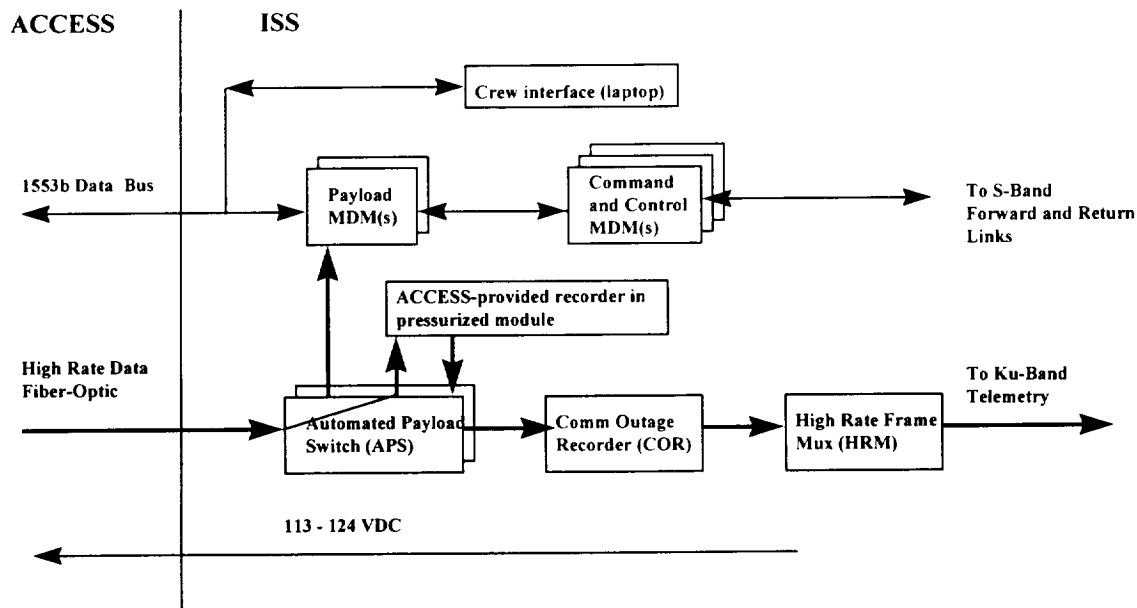 ACCESS
ISS
Crew interface (laptop)
1553b Data Bus
Payload
MDM(s)
Command
and Control
MDM(s)
To S-Band
Forward and Return
Links
ACCESS-provided recorder in
pressurized module
High Rate Data
Fiber-Optic
Automated Payload
Switch (APS)
Comm Outage
Recorder (COR)
High Rate Frame
Mux (HRM)
To Ku-Band
Telemetry
113 - 124 VDC